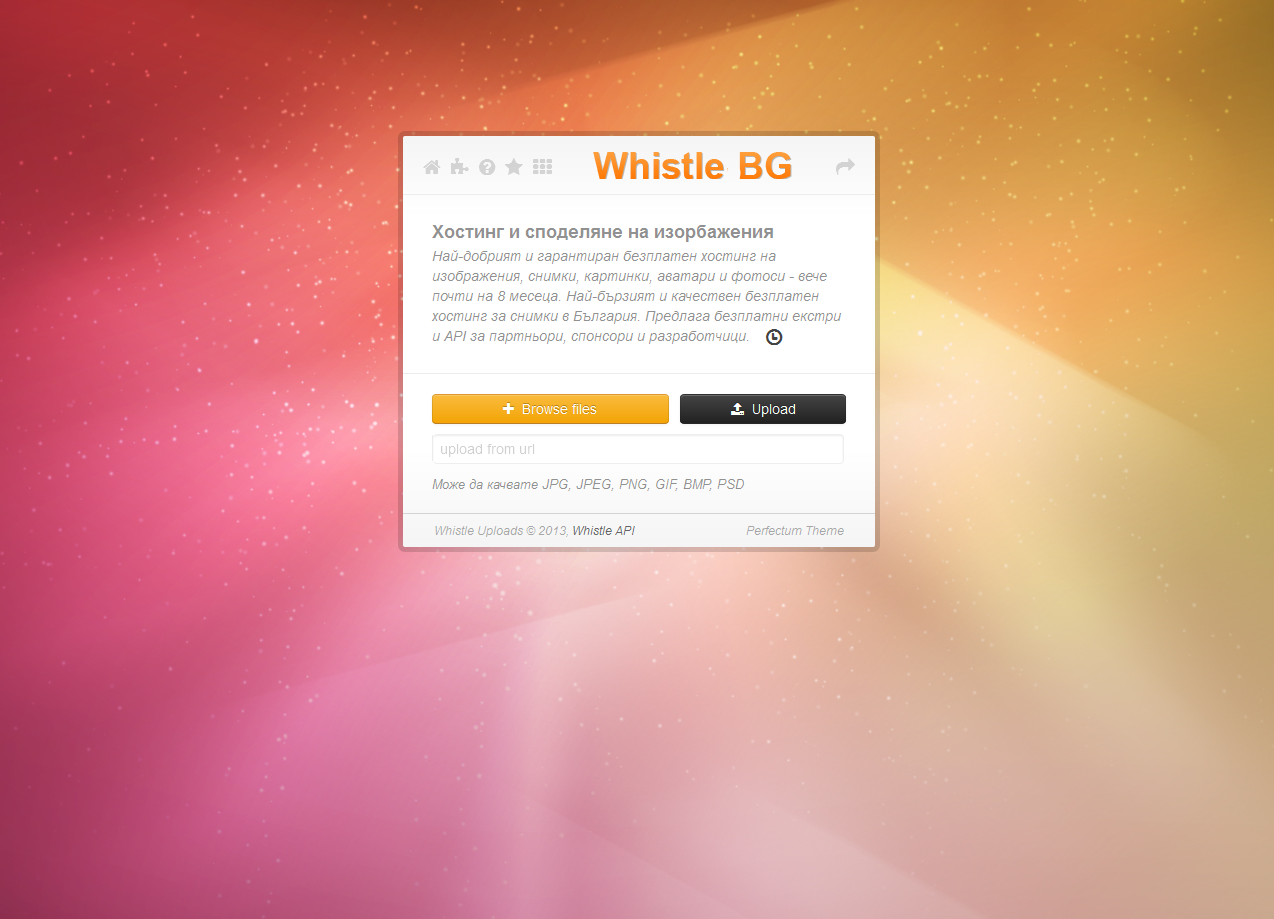 Whistle BG
Хостинг и споделяне на изорбажения
Най-добрият и гарантиран безплатен хостинг на
изображения, снимки, картинки, аватари и фотоси - вече
почти на 8 месеца. Най-бързият и качествен безплатен
хостинг за снимки в България. Предлага безплатни екстри
и API за партньори, спонсори и разработчици.
Browse files
Upload
upload from url
Може да качвате JPG, JPEG, PNG, GIF, BMP, PSD
Whistle Uploads © 2013, Whistle API
Perfectum Theme